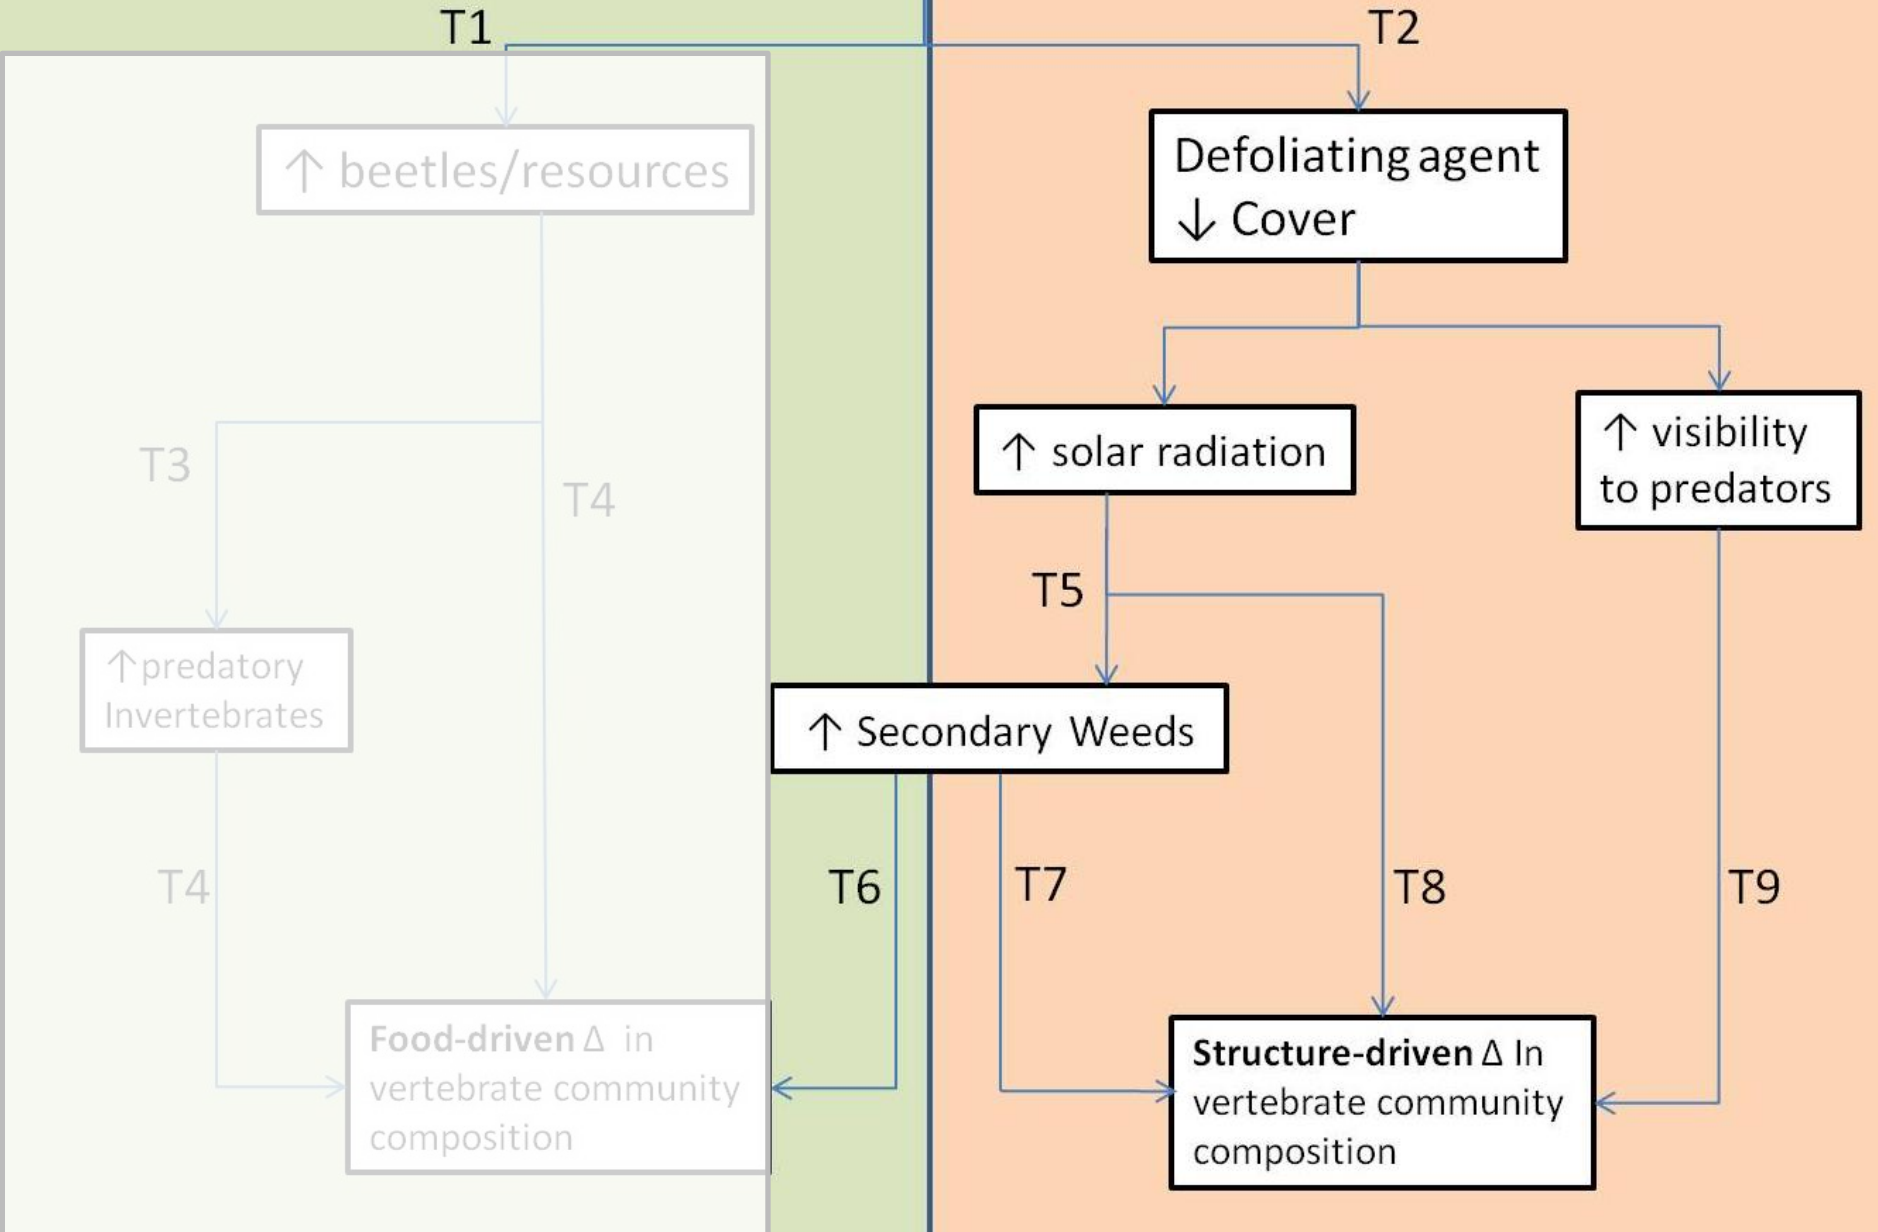 T1
T2
↑ beetles/resources
Defoliating agent
↓ Cover
T3
T4
↑ solar radiation
↑ visibility
to predators
T5
↑predatory
Invertebrates
↑ Secondary Weeds
T4
T6
T7
T8
T9
Food-driven Δ in
vertebrate community
composition
Structure-driven Δ In
vertebrate community
composition